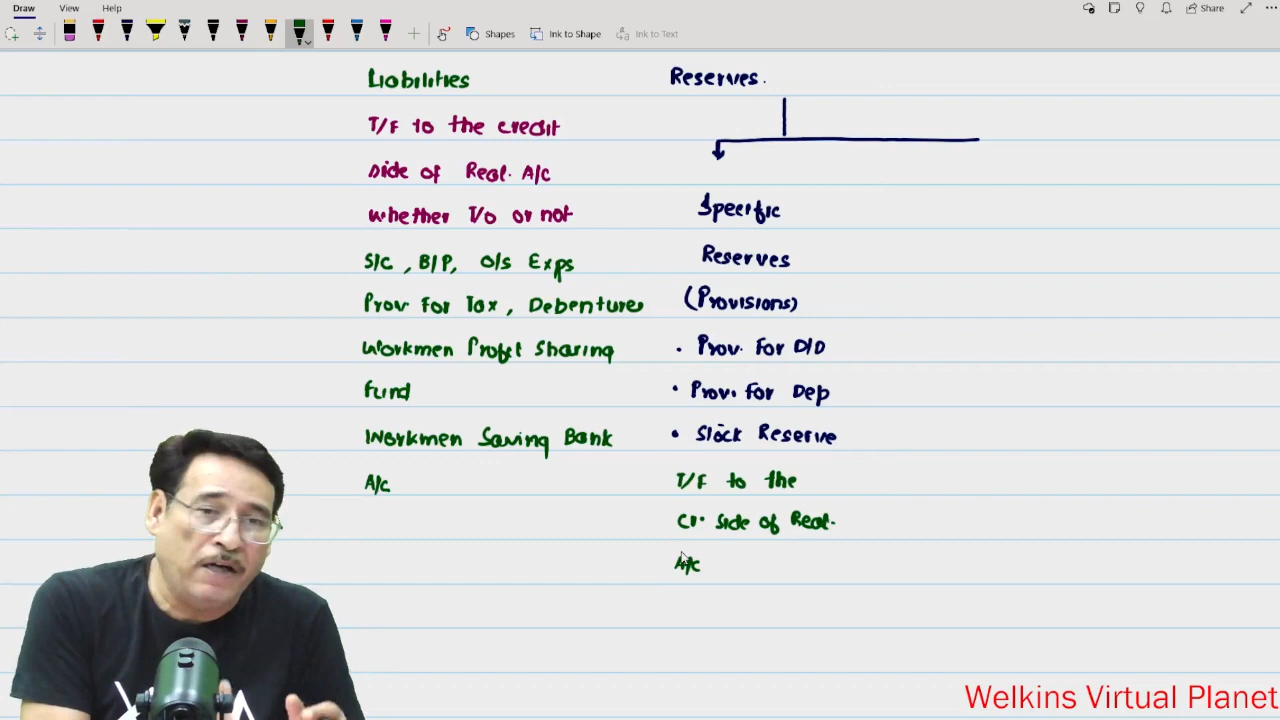 Draw View Help Share
Shapes Ink to Shape Ink to Text
Liabilities
T/F to the credit
side of Real. A/c
whether T/o or not
S/c , B/P, o/s Exps
Prov for Tax , Debentures
Workmen Profit Sharing
Fund
Workmen Saving Bank
A/c
Reserves.
Specific
Reserves
(Provisions)
• Prov. For D/D
• Prov. For Dep
• Stock Reserve
T/F to the
Cr. side of Real.
A/c
Welkins Virtual Planet